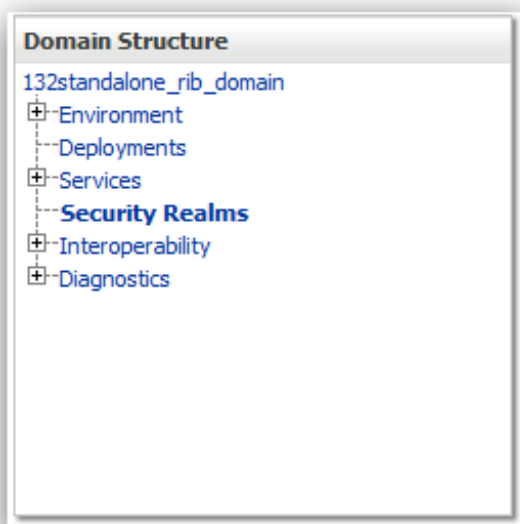 Domain Structure
132standalone_rib_domain
Environment
Deployments
Services
Security Realms
Interoperability
Diagnostics